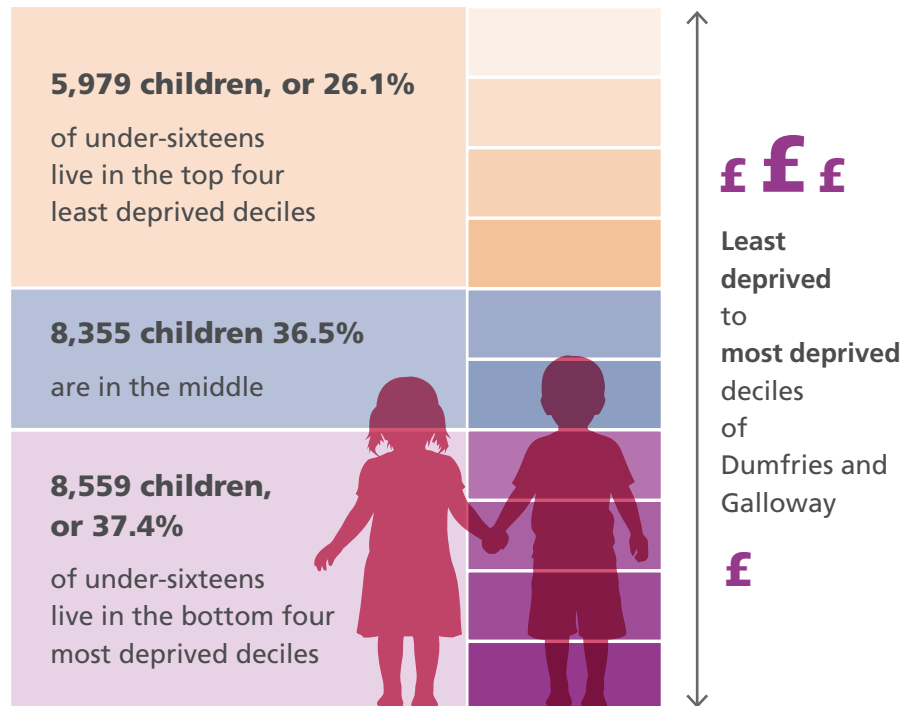 5,979 children, or 26.1%
of under-sixteens
live in the top four
least deprived deciles
8,355 children 36.5%
are in the middle
8,559 children,
or 37.4%
of under-sixteens
live in the bottom four
most deprived deciles
£ £ £
Least
deprived
to
most deprived
deciles
of
Dumfries and
Galloway
£